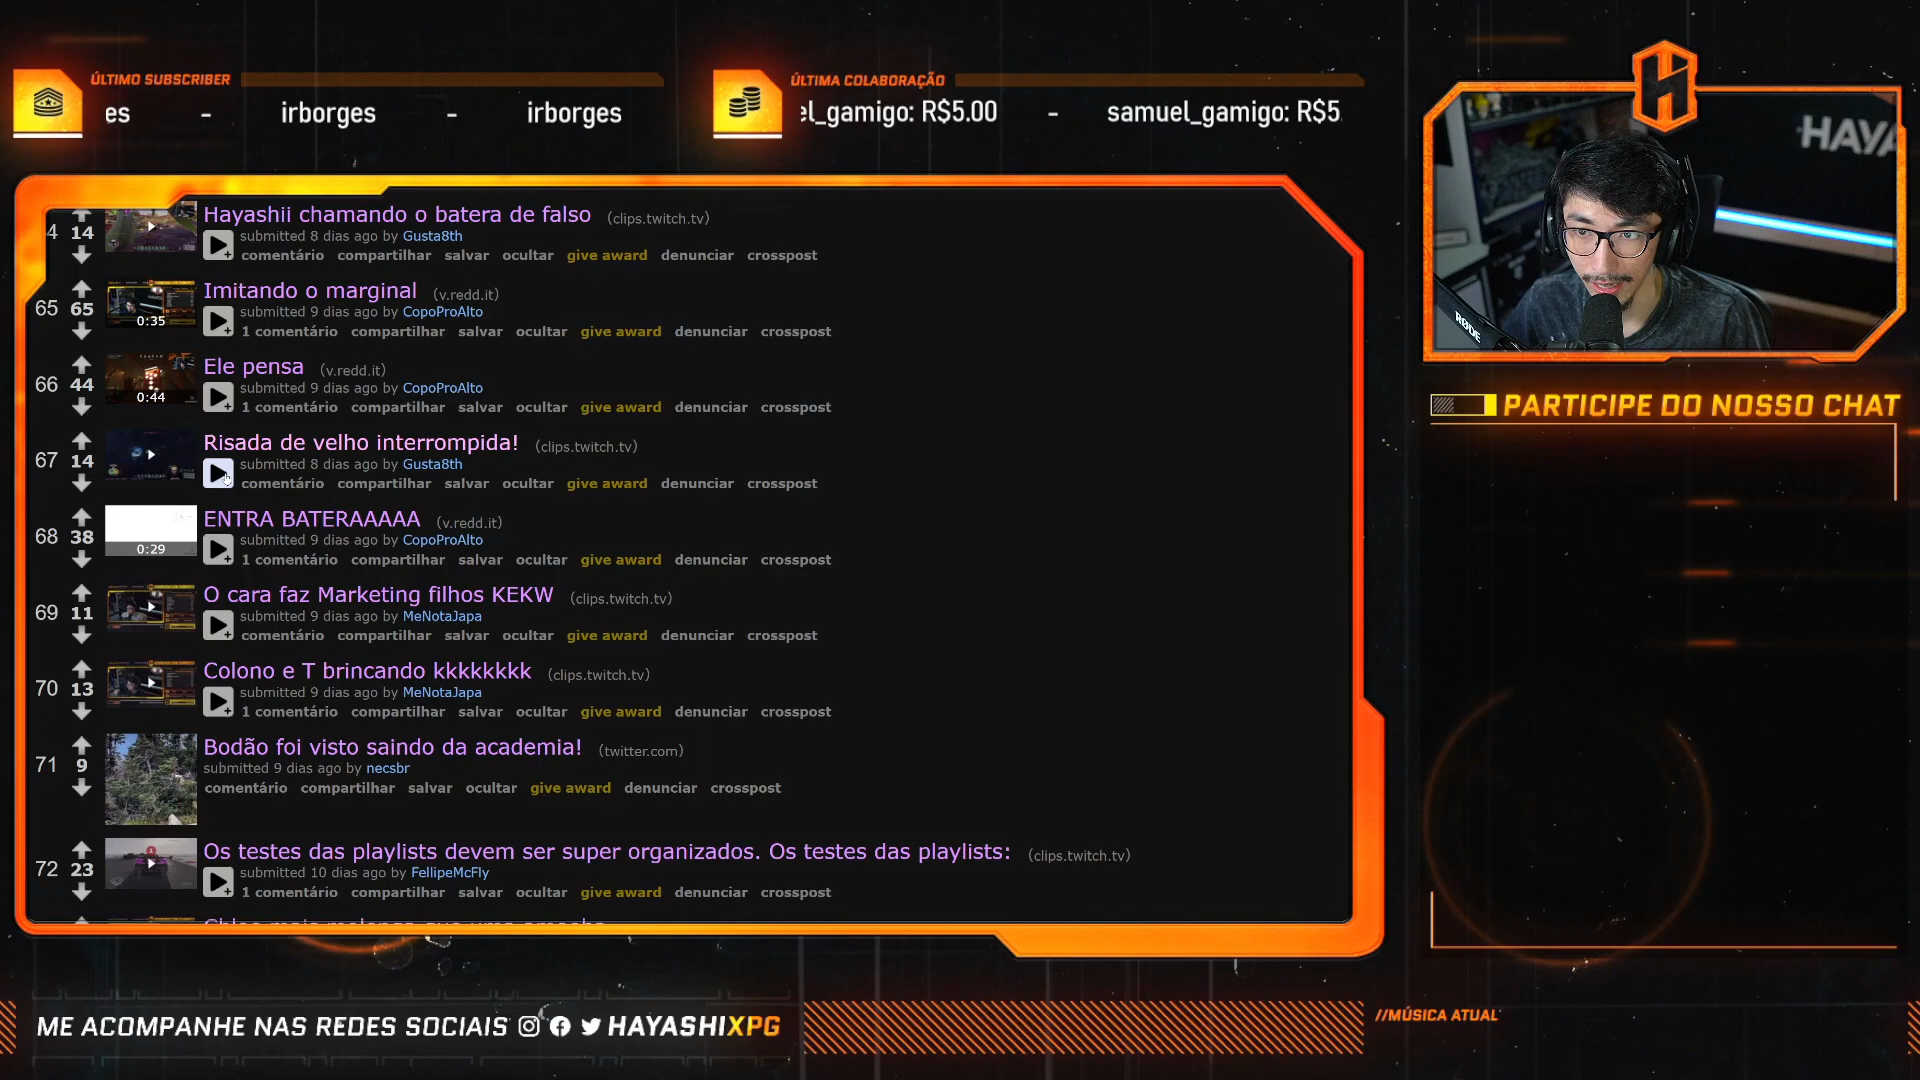 ÚLTIMO SUBSCRIBER
es - irborges - irborges
ÚLTIMA COLABORAÇÃO
el_gamigo: R$5.00 - samuel_gamigo: R$5.
HAYA
RØDE
4 14 Hayashii chamando o batera de falso (clips.twitch.tv)
submitted 8 dias ago by Gusta8th
comentário compartilhar salvar ocultar give award denunciar crosspost
65 65 0:35 Imitando o marginal (v.redd.it)
submitted 9 dias ago by CopoProAlto
1 comentário compartilhar salvar ocultar give award denunciar crosspost
66 44 0:44 Ele pensa (v.redd.it)
submitted 9 dias ago by CopoProAlto
1 comentário compartilhar salvar ocultar give award denunciar crosspost
67 14 Risada de velho interrompida! (clips.twitch.tv)
submitted 8 dias ago by Gusta8th
comentário compartilhar salvar ocultar give award denunciar crosspost
68 38 0:29 ENTRA BATERAAAAA (v.redd.it)
submitted 9 dias ago by CopoProAlto
1 comentário compartilhar salvar ocultar give award denunciar crosspost
69 11 O cara faz Marketing filhos KEKW (clips.twitch.tv)
submitted 9 dias ago by MeNotaJapa
comentário compartilhar salvar ocultar give award denunciar crosspost
70 13 Colono e T brincando kkkkkkkk (clips.twitch.tv)
submitted 9 dias ago by MeNotaJapa
1 comentário compartilhar salvar ocultar give award denunciar crosspost
71 9 Bodão foi visto saindo da academia! (twitter.com)
submitted 9 dias ago by necsbr
comentário compartilhar salvar ocultar give award denunciar crosspost
72 23 Os testes das playlists devem ser super organizados. Os testes das playlists: (clips.twitch.tv)
submitted 10 dias ago by FellipeMcFly
1 comentário compartilhar salvar ocultar give award denunciar crosspost
PARTICIPE DO NOSSO CHAT
ME ACOMPANHE NAS REDES SOCIAIS HAYASHIXPG
//MÚSICA ATUAL